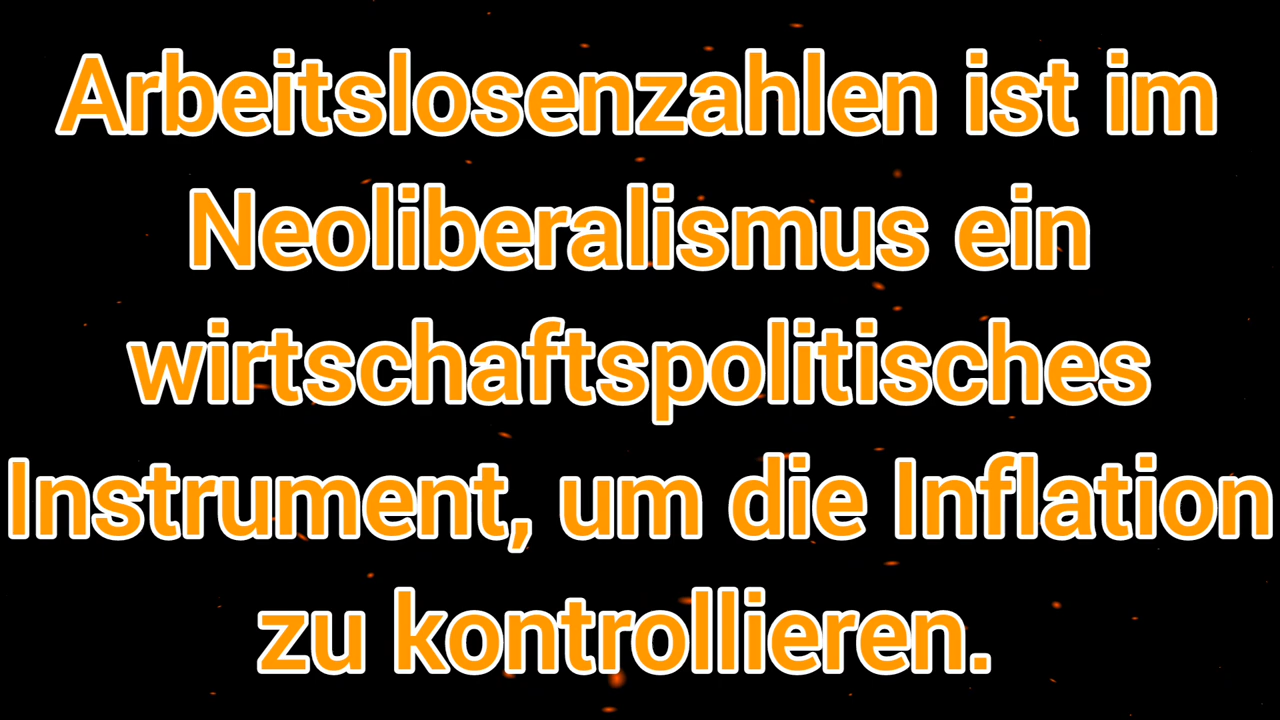 Arbeitslosenzahlen ist im
Neoliberalismus ein
wirtschaftspolitisches
Instrument, um die Inflation
zu kontrollieren.